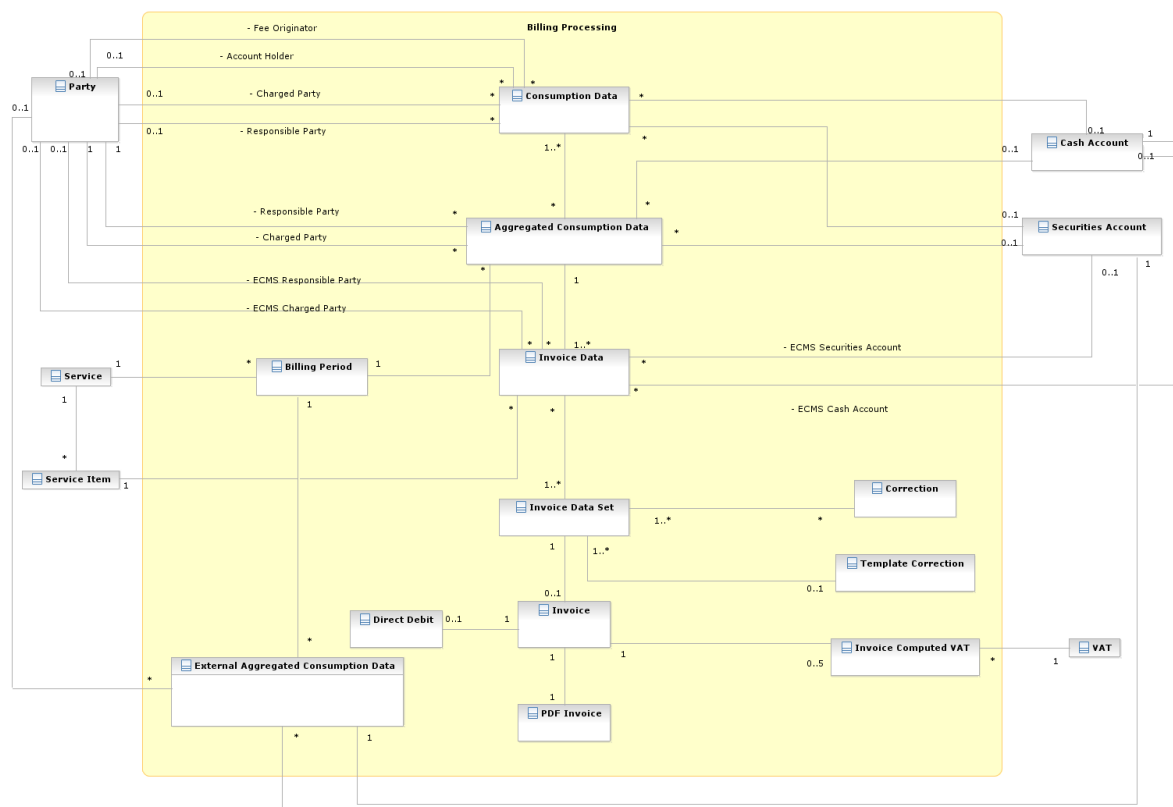 Billing Processing
- Fee Originator
0..1
- Account Holder
0..1
*
*
Party
0..1
- Charged Party
*
Consumption Data
*
0..1
*
0..1
- Responsible Party
*
0..1
1
Cash Account
0..1
0..1
0..1
1
1
1..*
0..1
- Responsible Party
*
*
*
0..1
Aggregated Consumption Data
*
Securities Account
- Charged Party
*
0..1
*
1
0..1
1
- ECMS Responsible Party
- ECMS Charged Party
*
*
1..*
- ECMS Securities Account
Invoice Data
*
1
*
Billing Period
1
Service
*
1
1
*
*
- ECMS Cash Account
*
Service Item
1
1..*
Correction
Invoice Data Set
1..*
*
1
1..*
Template Correction
0..1
0..1
Invoice
Direct Debit
0..1
1
*
1
1
Invoice Computed VAT
VAT
0..5
*
1
External Aggregated Consumption Data
*
1
PDF Invoice
*
1